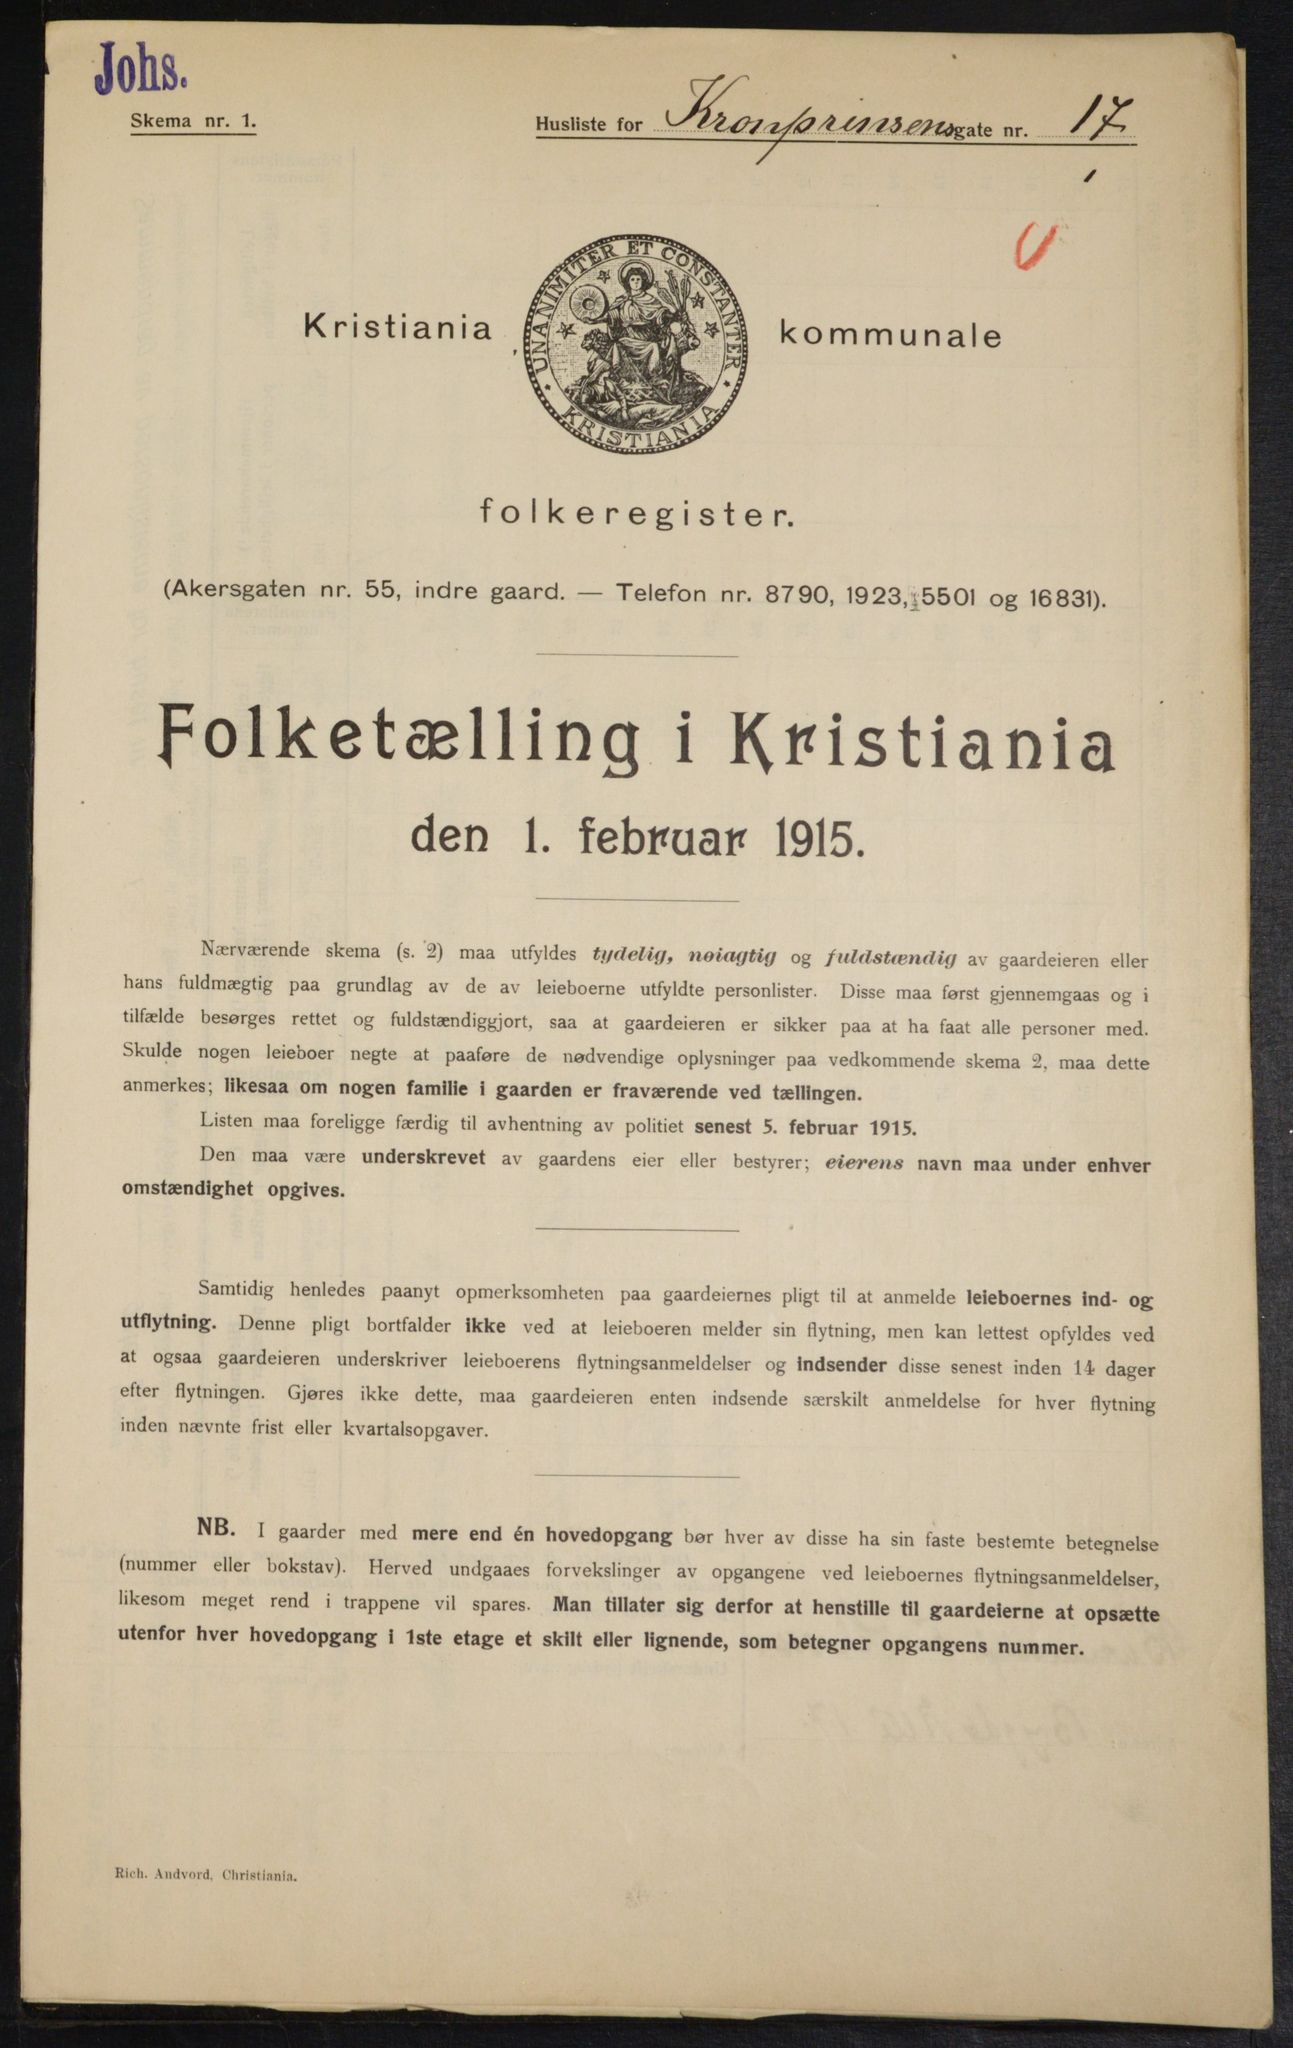 Johs.
Skema nr. 1.
Husliste for Kronprinsensgate nr. 17
UNANIMITER ET CONSTANTER
KRISTIANIA
Kristiania kommunale
folkeregister.
(Akersgaten nr. 55, indre gaard. — Telefon nr. 8790, 1923, 5501 og 16831).
Folketælling i Kristiania
den 1. februar 1915.
Nærværende skema (s. 2) maa utfyldes tydelig, nøiagtig og fuldstændig av gaardeieren eller
hans fuldmægtig paa grundlag av de av leieboerne utfyldte personlister. Disse maa først gjennemgaas og i
tilfælde besørges rettet og fuldstændiggjort, saa at gaardeieren er sikker paa at ha faat alle personer med.
Skulde nogen leieboer negte at paaføre de nødvendige oplysninger paa vedkommende skema 2, maa dette
anmerkes; likesaa om nogen familie i gaarden er fraværende ved tællingen.
Listen maa foreligge færdig til avhentning av politiet senest 5. februar 1915.
Den maa være underskrevet av gaardens eier eller bestyrer; eierens navn maa under enhver
omstændighet opgives.
Samtidig henledes paanyt opmerksomheten paa gaardeiernes pligt til at anmelde leieboernes ind- og
utflytning. Denne pligt bortfalder ikke ved at leieboeren melder sin flytning, men kan lettest opfyldes ved
at ogsaa gaardeieren underskriver leieboerens flytningsanmeldelser og indsender disse senest inden 14 dager
efter flytningen. Gjøres ikke dette, maa gaardeieren enten indsende særskilt anmeldelse for hver flytning
inden nævnte frist eller kvartalsopgaver.
NB. I gaarder med mere end én hovedopgang bør hver av disse ha sin faste bestemte betegnelse
(nummer eller bokstav). Herved undgaaes forvekslinger av opgangene ved leieboernes flytningsanmeldelser,
likesom meget rend i trappene vil spares. Man tillater sig derfor at henstille til gaardeierne at opsætte
utenfor hver hovedopgang i 1ste etage et skilt eller lignende, som betegner opgangens nummer.
Rich. Andvord, Christiania.